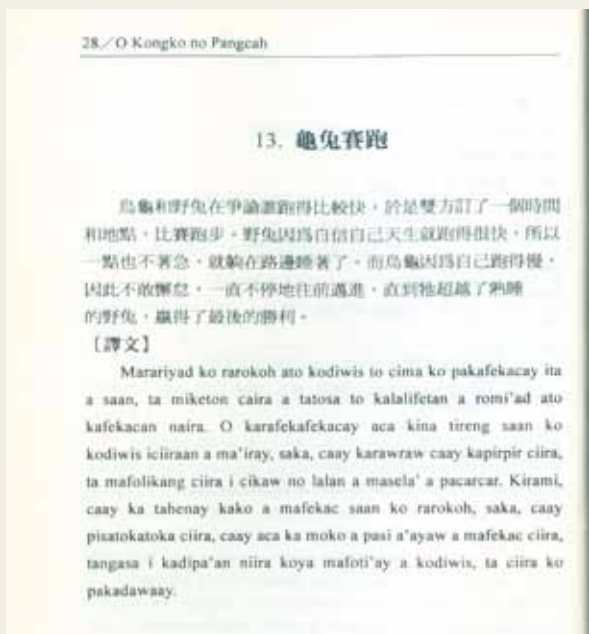 28／O Kongko no Pangcah
13. 龜兔賽跑
烏龜和野兔在爭論誰跑得比較快，於是雙方訂了一個時間
和地點，比賽跑步。野兔因爲自信自己天生就跑得很快，所以
一點也不著急，就躺在路邊睡著了。而烏龜因爲自己跑得慢，
因此不敢懈怠，一直不停地往前邁進，直到牠超越了熟睡
的野兔，贏得了最後的勝利。
［譯文］
Marariyad ko rarokoh ato kodiwis to cima ko pakafekacay ita
a saan, ta miketon caira a tatosa to kalalifetan a romi'ad ato
kafekacan naira. O karafekafekacay aca kina tireng saan ko
kodiwis iciiraan a ma'iray, saka, caay karawraw caay kapirpir ciira,
ta mafolikang ciira i cikaw no lalan a masela' a pacarcar. Kirami,
caay ka tahenay kako a mafekac saan ko rarokoh, saka, caay
pisatokatoka ciira, caay aca ka moko a pasi a'ayaw a mafekac ciira,
tangasa i kadipa'an niira koya mafoti'ay a kodiwis, ta ciira ko
pakadawaay.